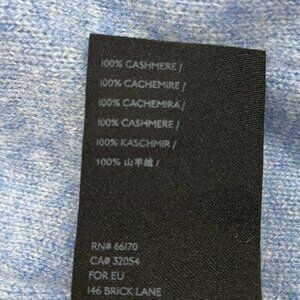 100% CASHMERE /
100% CACHEMIRE /
100% CACHEMIRA /
100% CASHMERE /
100% KASCHMIR /
100% 山羊绒 /
RN# 66170
CA# 32054
FOR EU
146 BRICK LANE